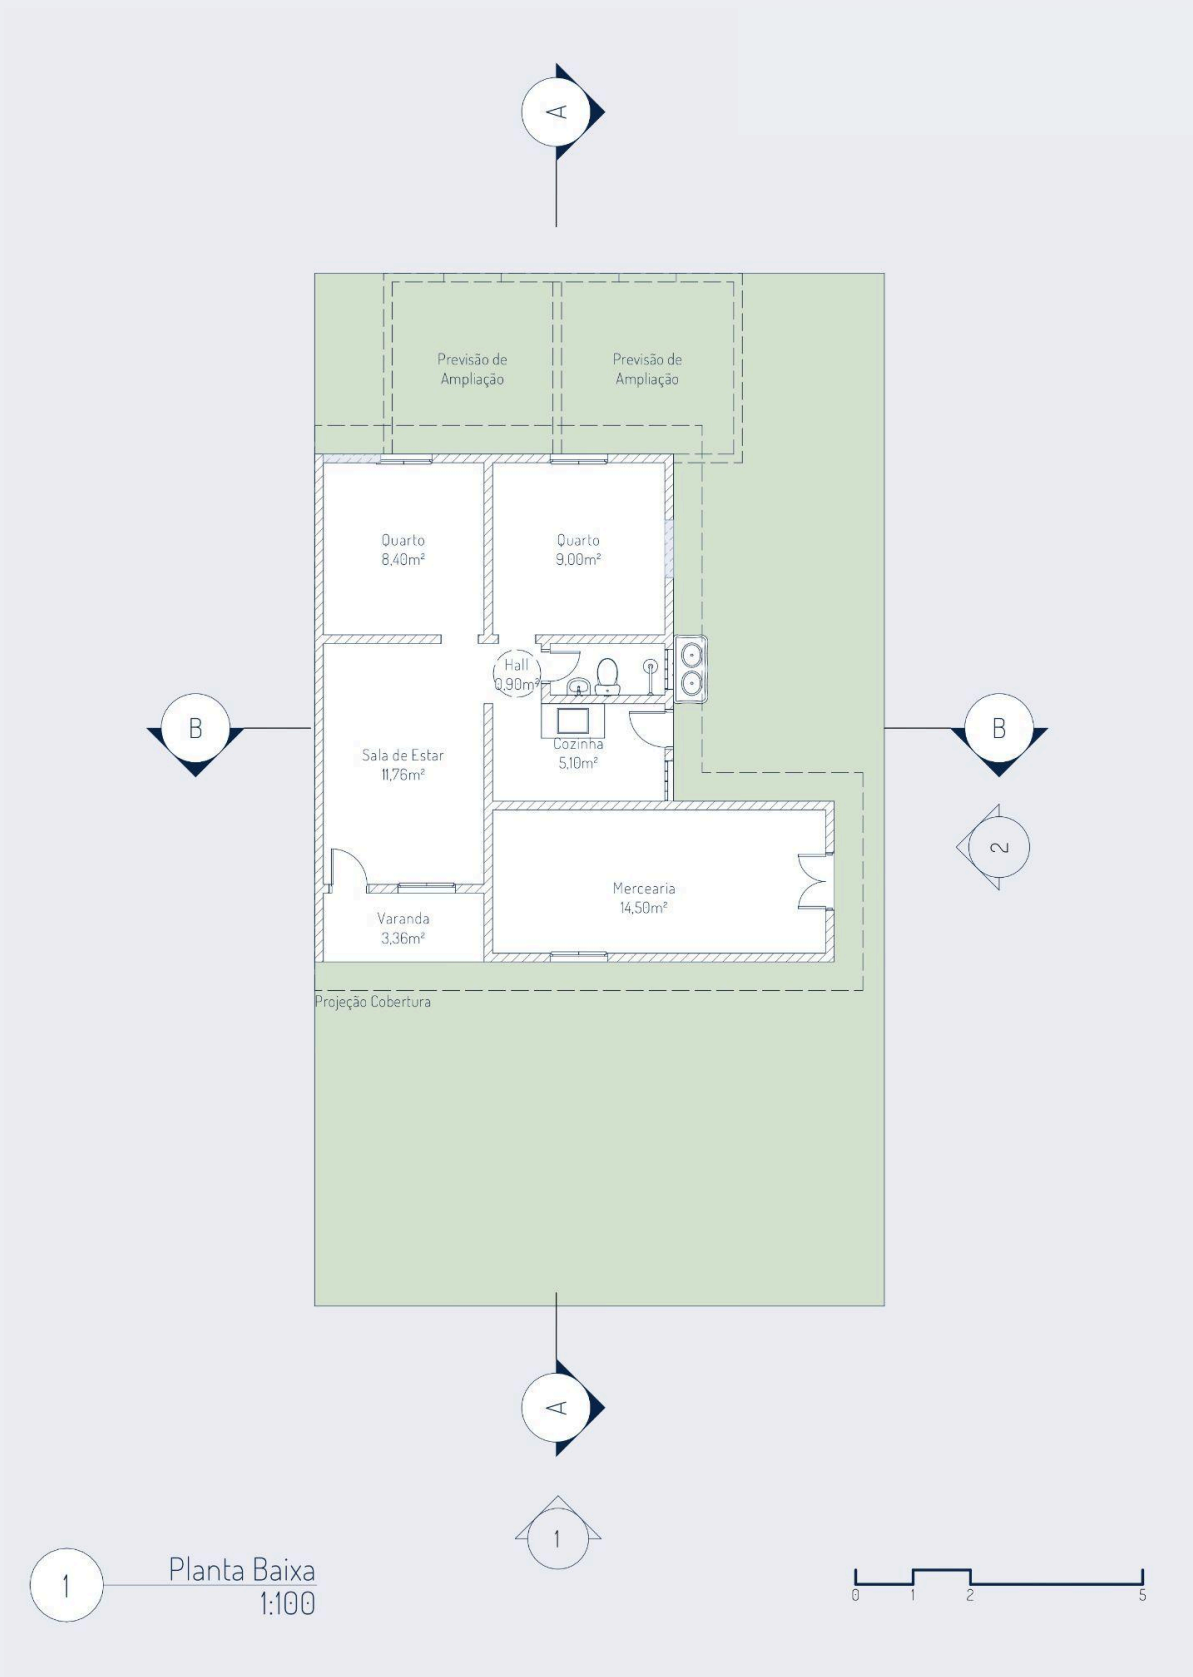 A
Previsão de
Ampliação
Previsão de
Ampliação
Quarto
8,40m²
Quarto
9,00m²
Hall
0,90m²
B
B
Sala de Estar
11,76m²
Cozinha
5,10m²
2
Mercearia
14,50m²
Varanda
3,36m²
Projeção Cobertura
A
1
1
Planta Baixa
1:100
0 1 2 5